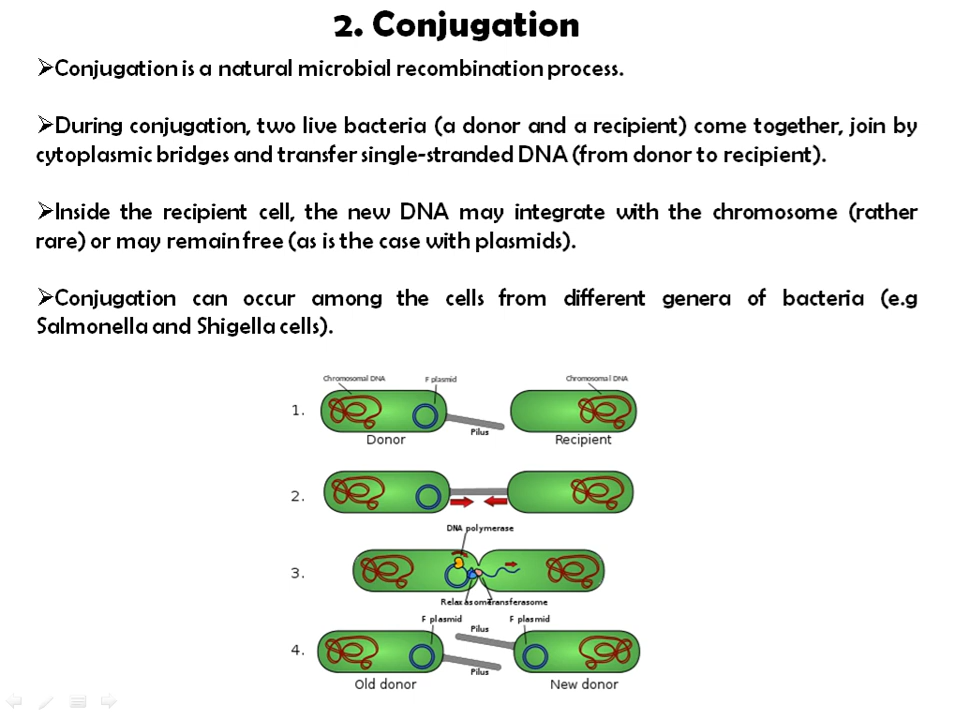 2. Conjugation
➢Conjugation is a natural microbial recombination process.
➢During conjugation, two live bacteria (a donor and a recipient) come together, join by
cytoplasmic bridges and transfer single-stranded DNA (from donor to recipient).
➢Inside the recipient cell, the new DNA may integrate with the chromosome (rather
rare) or may remain free (as is the case with plasmids).
➢Conjugation can occur among the cells from different genera of bacteria (e.g
Salmonella and Shigella cells).
Chromosomal DNA F plasmid Chromosomal DNA
1.
Pilus
Donor Recipient
2.
DNA polymerase
3.
Relaxasome Transferasome
F plasmid Pilus F plasmid
4.
Pilus
Old donor New donor